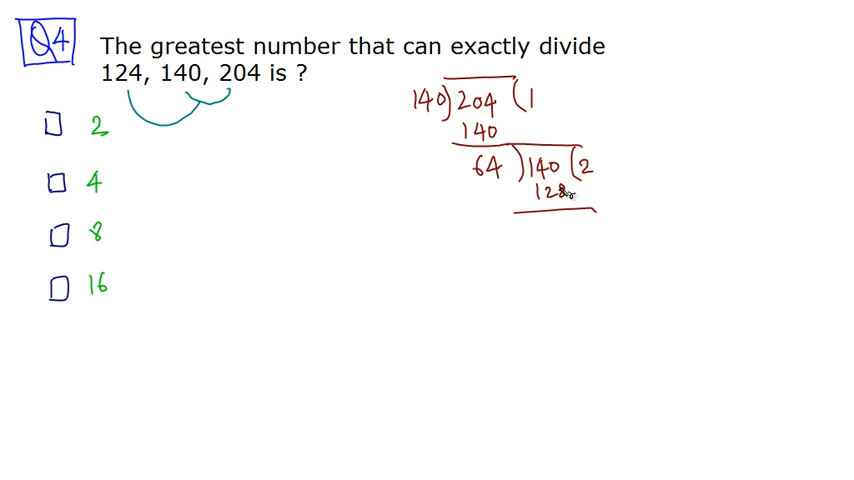 Q4
The greatest number that can exactly divide
124, 140, 204 is ?
2
4
8
16
140) 204 (1
140
64 ) 140 (2
128